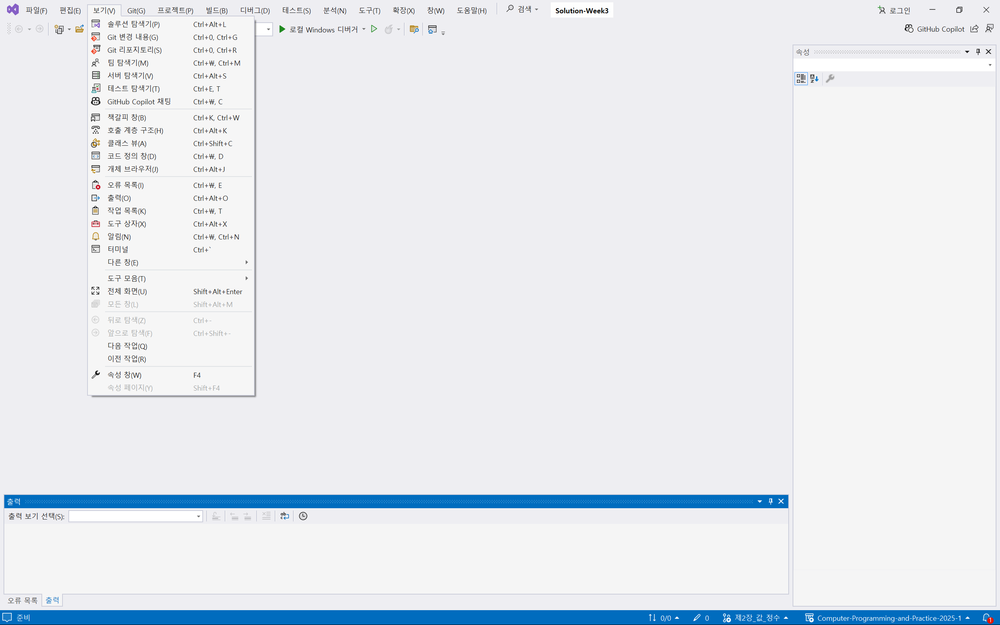 파일(F) 편집(E) 보기(V) Git(G) 프로젝트(P) 빌드(B) 디버그(D) 테스트(S) 분석(N) 도구(T) 확장(X) 창(W) 도움말(H) 검색 Solution-Week3 로그인
로컬 Windows 디버거 GitHub Copilot
솔루션 탐색기(P) Ctrl+Alt+L
Git 변경 내용(G) Ctrl+0, Ctrl+G
Git 리포지토리(S) Ctrl+0, Ctrl+R
팀 탐색기(M) Ctrl+₩, Ctrl+M
서버 탐색기(V) Ctrl+Alt+S
테스트 탐색기(T) Ctrl+E, T
GitHub Copilot 채팅 Ctrl+₩, C
책갈피 창(B) Ctrl+K, Ctrl+W
호출 계층 구조(H) Ctrl+Alt+K
클래스 뷰(A) Ctrl+Shift+C
코드 정의 창(D) Ctrl+₩, D
개체 브라우저(J) Ctrl+Alt+J
오류 목록(I) Ctrl+₩, E
출력(O) Ctrl+Alt+O
작업 목록(K) Ctrl+₩, T
도구 상자(X) Ctrl+Alt+X
알림(N) Ctrl+₩, Ctrl+N
터미널 Ctrl+`
다른 창(E)
도구 모음(T)
전체 화면(U) Shift+Alt+Enter
모든 창(L) Shift+Alt+M
뒤로 탐색(Z) Ctrl+-
앞으로 탐색(F) Ctrl+Shift+-
다음 작업(Q)
이전 작업(R)
속성 창(W) F4
속성 페이지(Y) Shift+F4
속성
출력
출력 보기 선택(S):
오류 목록 출력
준비 0/0 0 제2장_값_정수 Computer-Programming-and-Practice-2025-1 1